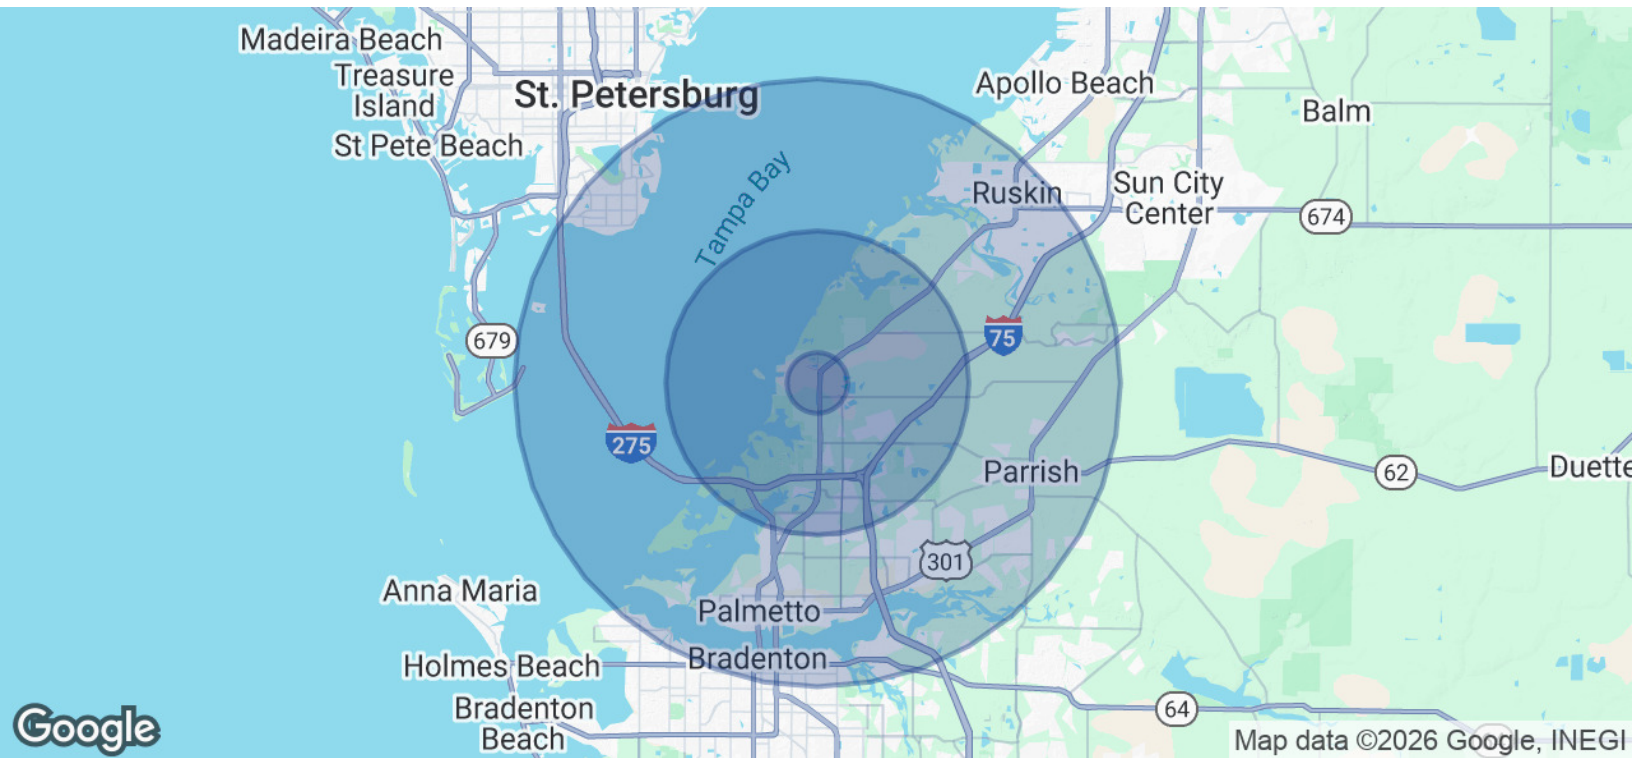 Madeira Beach
Treasure
Island
St. Petersburg
St Pete Beach
Apollo Beach
Balm
Tampa Bay
Ruskin
Sun City
Center
674
679
75
275
Parrish
62
Duette
301
Anna Maria
Palmetto
Holmes Beach
Bradenton
Bradenton
Beach
64
Google
Map data ©2026 Google, INEGI